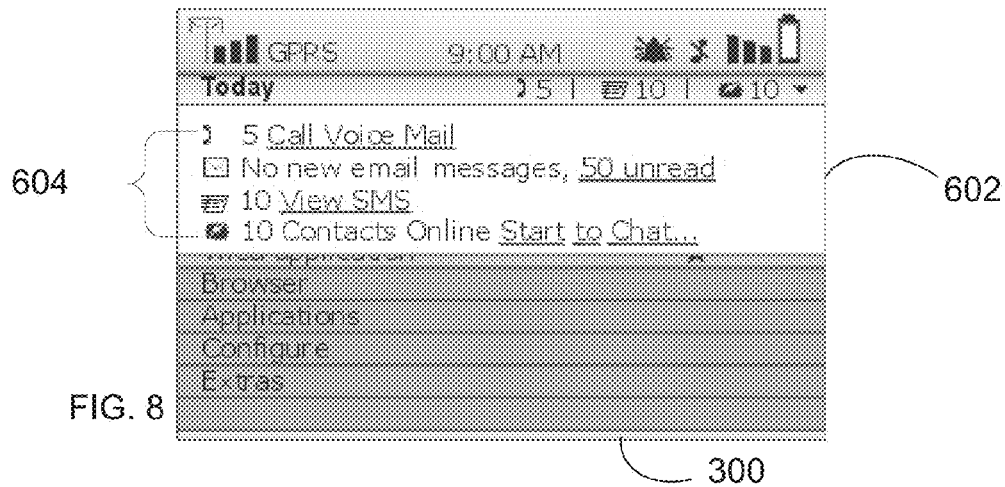 GPRS 9:00 AM
Today 5 | 10 | 10
5 Call Voice Mail
No new email messages, 50 unread
10 View SMS
10 Contacts Online Start to Chat...
application
Browser
Applications
Configure
Extras
604
602
FIG. 8
300